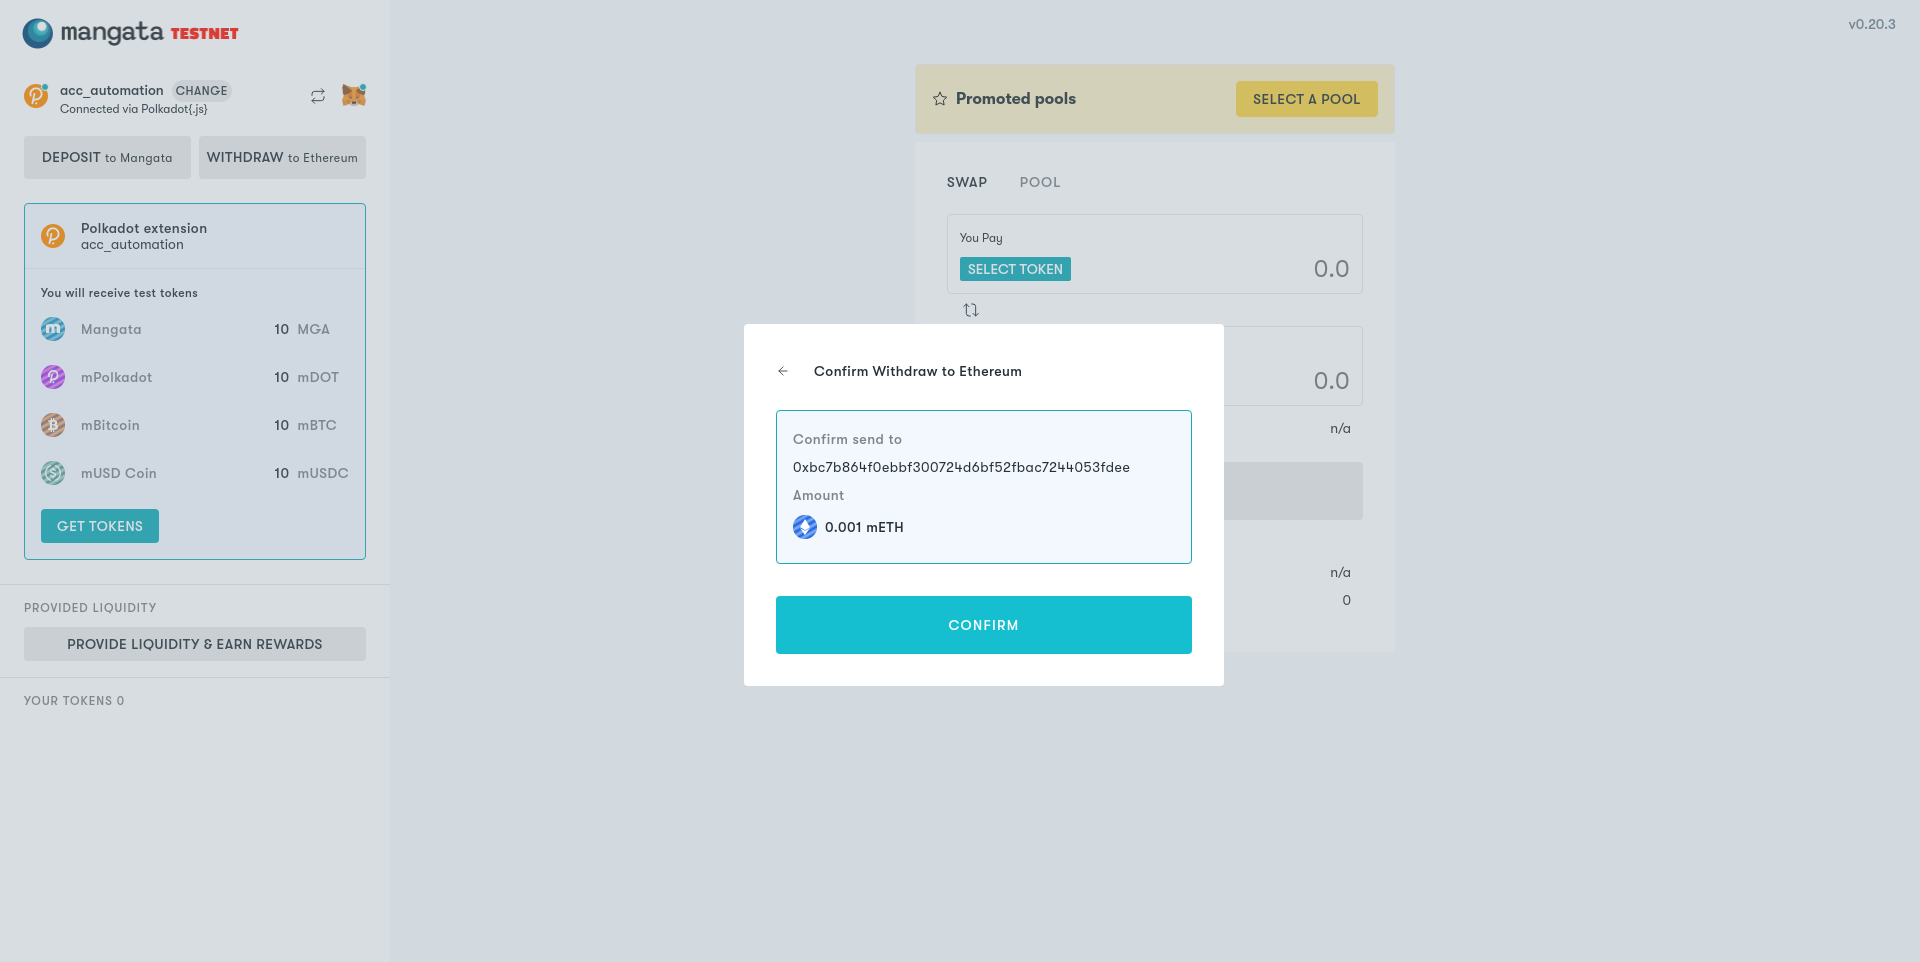 mangata TESTNET
v0.20.3
acc_automation CHANGE
Connected via Polkadot{.js}
DEPOSIT to Mangata
WITHDRAW to Ethereum
Polkadot extension
acc_automation
You will receive test tokens
Mangata 10 MGA
mPolkadot 10 mDOT
mBitcoin 10 mBTC
mUSD Coin 10 mUSDC
GET TOKENS
PROVIDED LIQUIDITY
PROVIDE LIQUIDITY & EARN REWARDS
YOUR TOKENS 0
Promoted pools
SELECT A POOL
SWAP POOL
You Pay
SELECT TOKEN 0.0
0.0
n/a
n/a
0
Confirm Withdraw to Ethereum
Confirm send to
0xbc7b864f0ebbf300724d6bf52fbac7244053fdee
Amount
0.001 mETH
CONFIRM